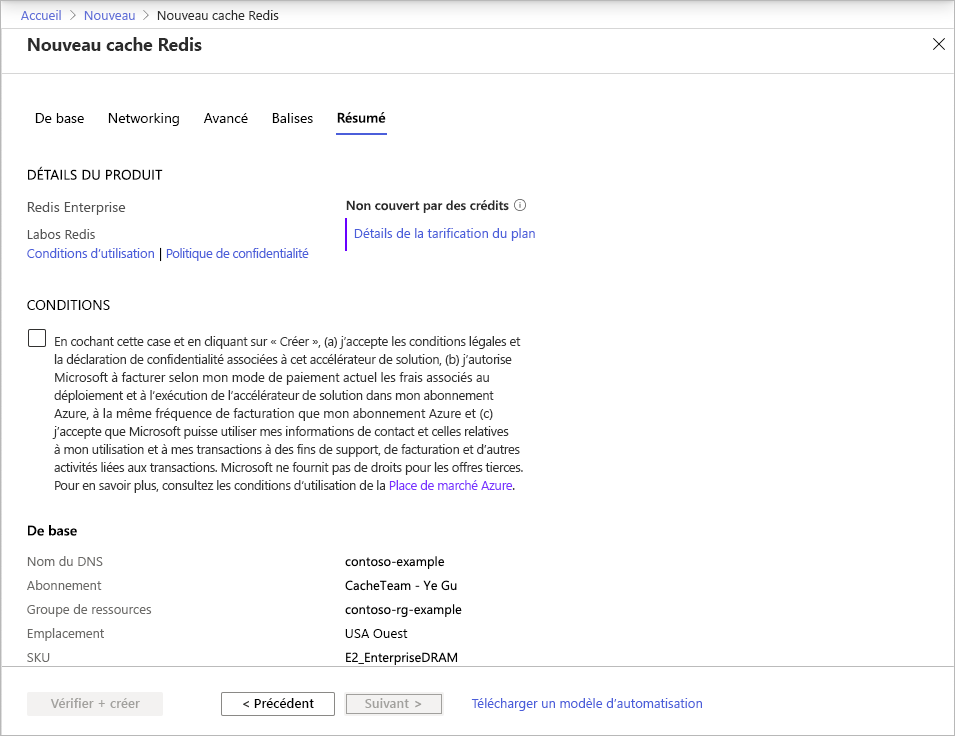 Accueil > Nouveau > Nouveau cache Redis
Nouveau cache Redis
De base Networking Avancé Balises Résumé
DÉTAILS DU PRODUIT
Redis Enterprise
Labos Redis
Conditions d'utilisation | Politique de confidentialité
Non couvert par des crédits
Détails de la tarification du plan
CONDITIONS
En cochant cette case et en cliquant sur « Créer », (a) j'accepte les conditions légales et
la déclaration de confidentialité associées à cet accélérateur de solution, (b) j'autorise
Microsoft à facturer selon mon mode de paiement actuel les frais associés au
déploiement et à l'exécution de l'accélérateur de solution dans mon abonnement
Azure, à la même fréquence de facturation que mon abonnement Azure et (c)
j'accepte que Microsoft puisse utiliser mes informations de contact et celles relatives
à mon utilisation et à mes transactions à des fins de support, de facturation et d'autres
activités liées aux transactions. Microsoft ne fournit pas de droits pour les offres tierces.
Pour en savoir plus, consultez les conditions d'utilisation de la Place de marché Azure.
De base
Nom du DNS contoso-example
Abonnement CacheTeam - Ye Gu
Groupe de ressources contoso-rg-example
Emplacement USA Ouest
SKU E2_EnterpriseDRAM
Vérifier + créer < Précédent Suivant > Télécharger un modèle d'automatisation